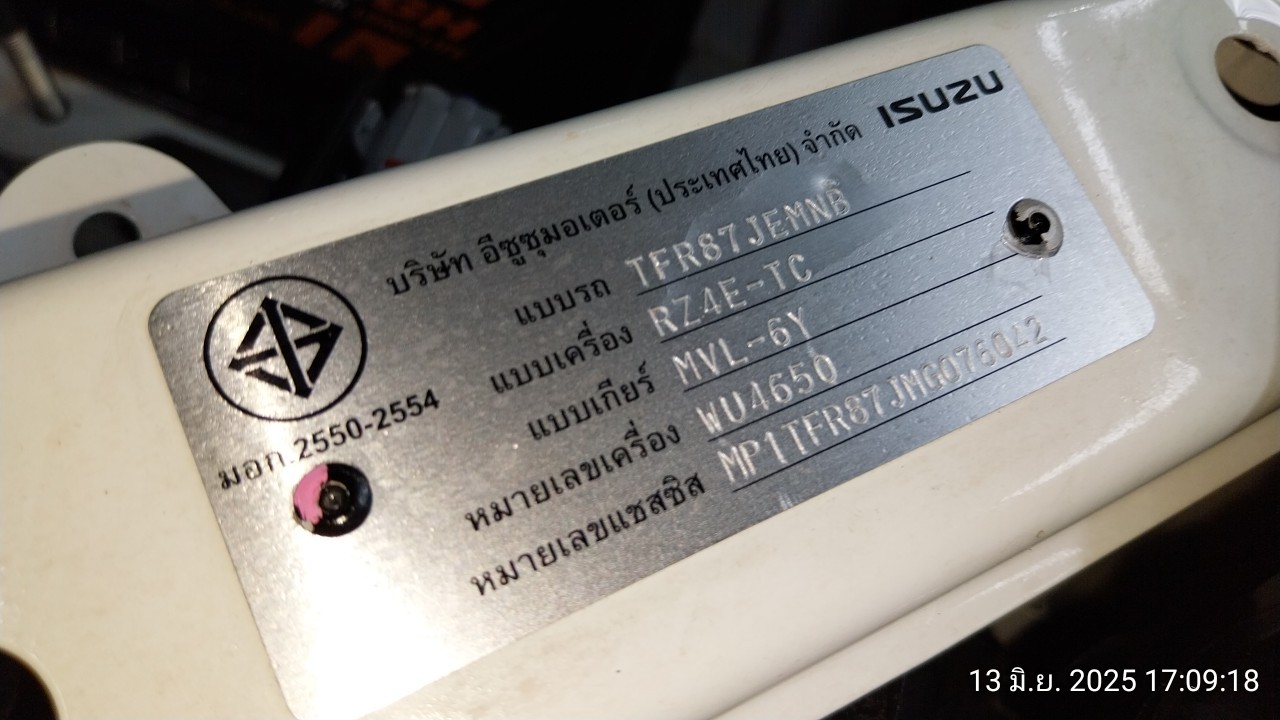 ISUZU
บริษัท อีซูซุมอเตอร์ (ประเทศไทย) จำกัด
แบบรถ TFR87JEMNB
แบบเครื่อง RZ4E-TC
แบบเกียร์ MVL-6Y
หมายเลขเครื่อง WU4650
หมายเลขแชสซิส MP1TFR87JMG076042
มอก.2550-2554
13 มิ.ย. 2025 17:09:18